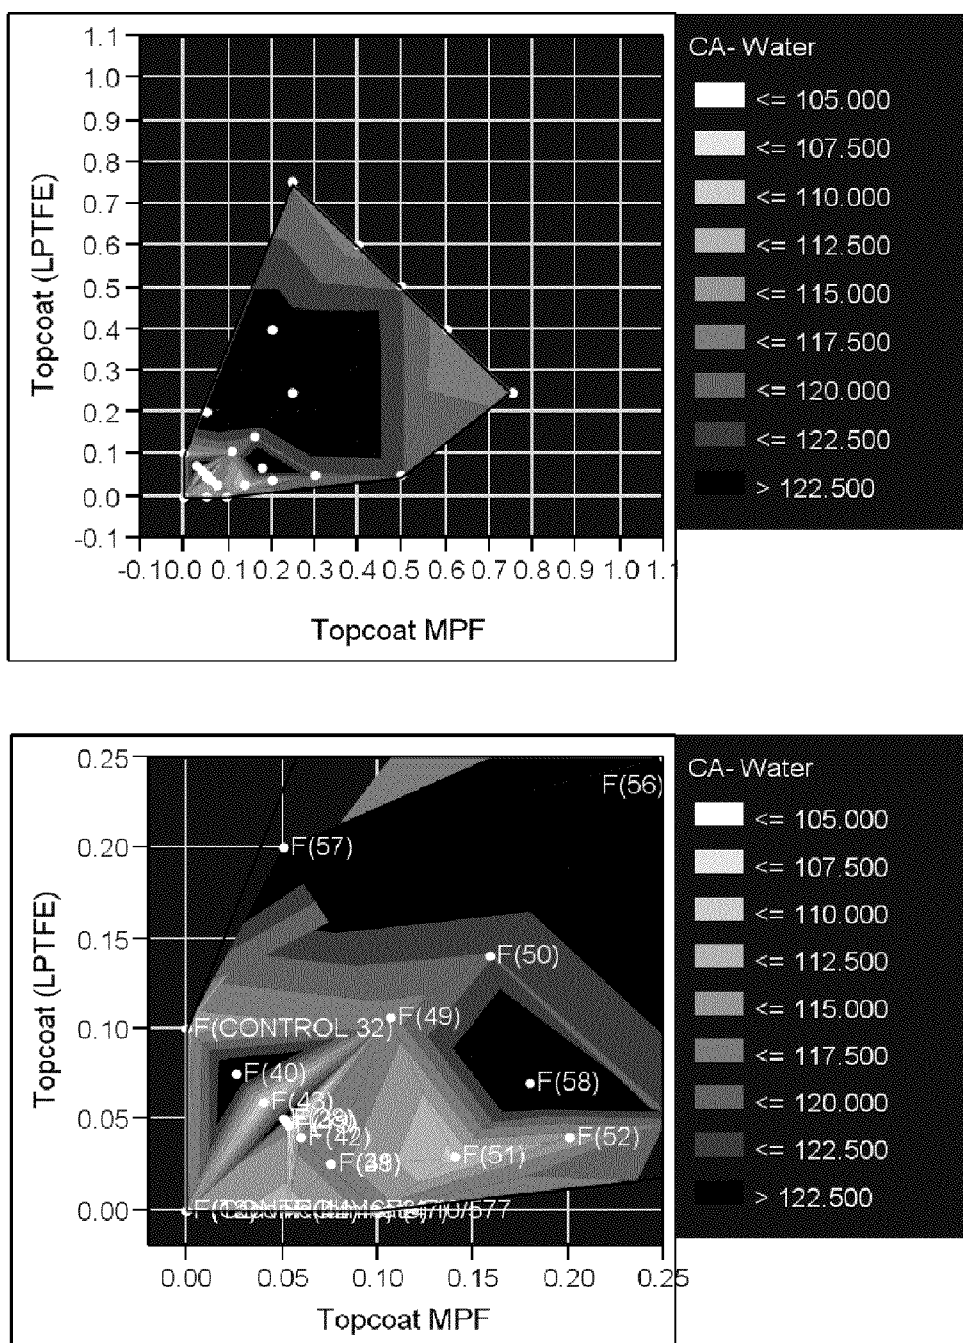 1.1
1.0
0.9
0.8
0.7
0.6
0.5
0.4
0.3
0.2
0.1
0.0
-0.1
Topcoat (LPTFE)
-0.1 0.0 0.1 0.2 0.3 0.4 0.5 0.6 0.7 0.8 0.9 1.0 1.1
Topcoat MPF
CA- Water
<= 105.000
<= 107.500
<= 110.000
<= 112.500
<= 115.000
<= 117.500
<= 120.000
<= 122.500
> 122.500
0.25
0.20
0.15
0.10
0.05
0.00
Topcoat (LPTFE)
F(56)
F(57)
F(50)
F(49)
F(CONTROL 32)
F(40)
F(58)
F(43)
F(42)
F(52)
F(51)
0.00 0.05 0.10 0.15 0.20 0.25
Topcoat MPF
CA- Water
<= 105.000
<= 107.500
<= 110.000
<= 112.500
<= 115.000
<= 117.500
<= 120.000
<= 122.500
> 122.500